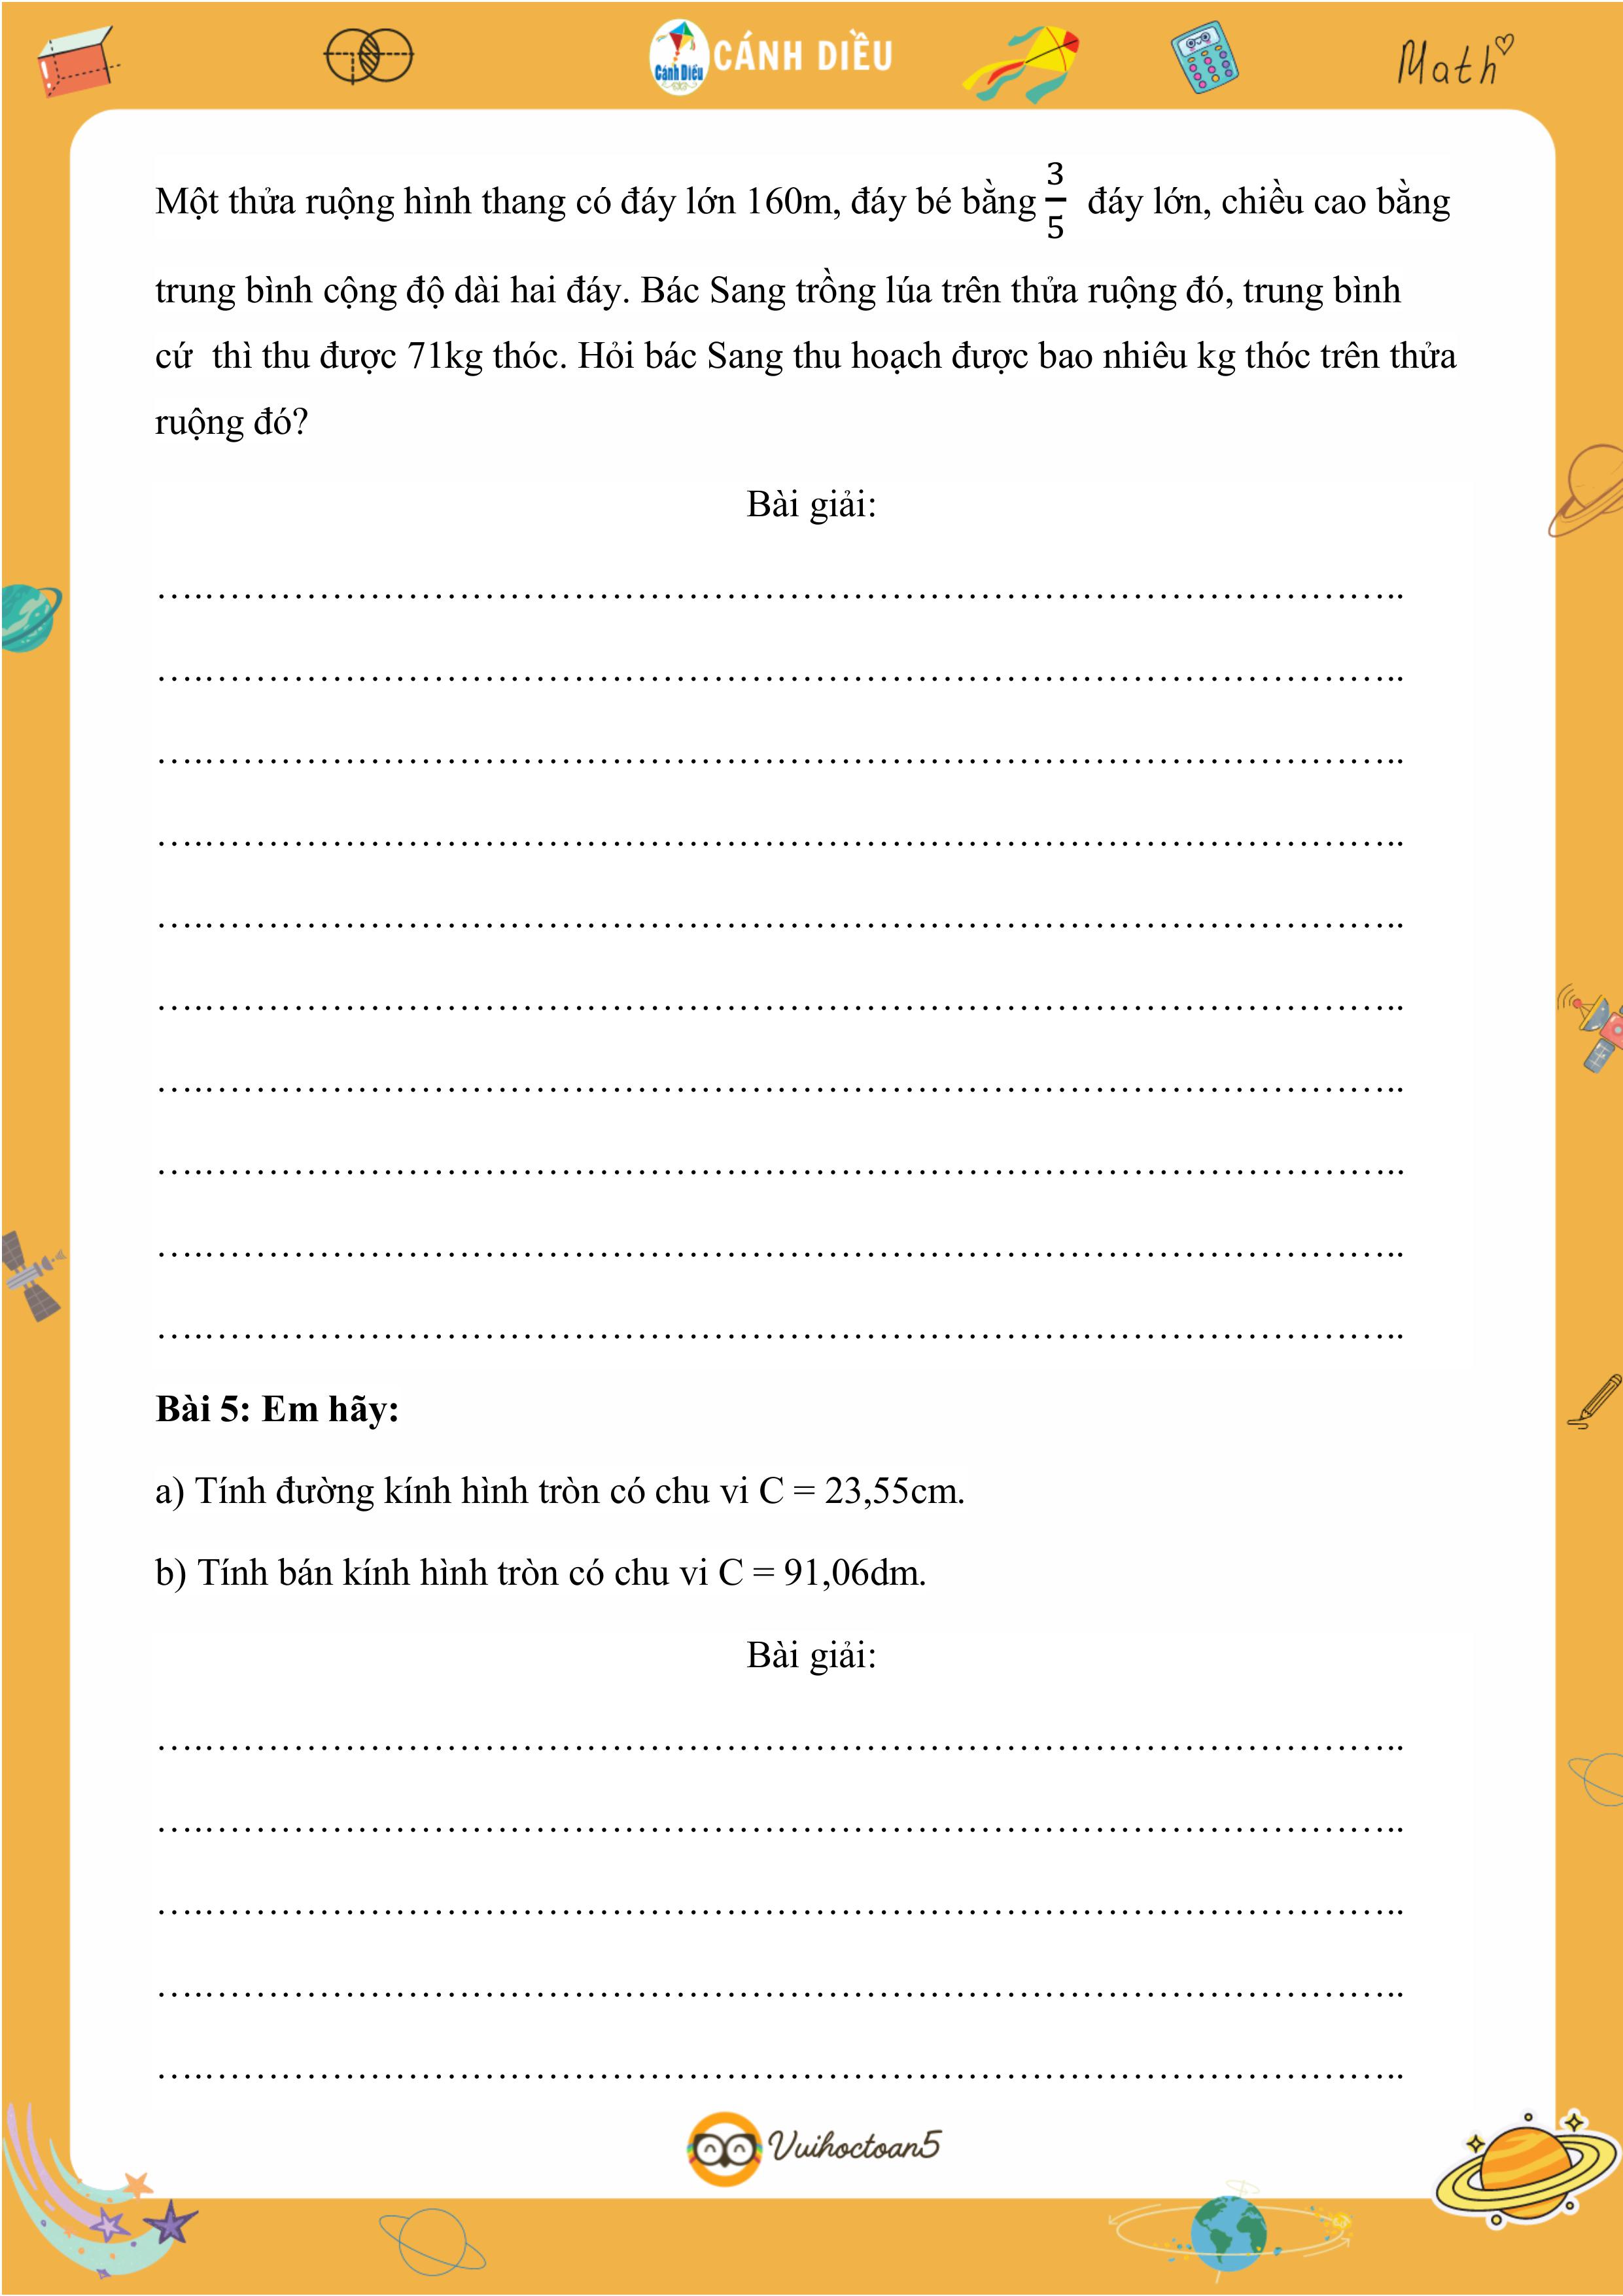 Cánh Diều CÁNH DIỀU
Math
Một thửa ruộng hình thang có đáy lớn 160m, đáy bé bằng 3/5 đáy lớn, chiều cao bằng
trung bình cộng độ dài hai đáy. Bác Sang trồng lúa trên thửa ruộng đó, trung bình
cứ thì thu được 71kg thóc. Hỏi bác Sang thu hoạch được bao nhiêu kg thóc trên thửa
ruộng đó?
Bài giải:
Bài 5: Em hãy:
a) Tính đường kính hình tròn có chu vi C = 23,55cm.
b) Tính bán kính hình tròn có chu vi C = 91,06dm.
Bài giải:
Vuihoctoan5